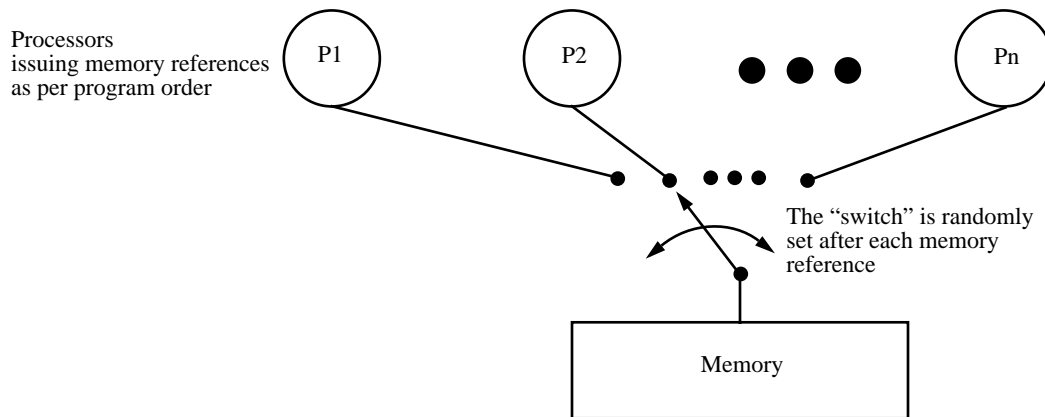 Processors
issuing memory references
as per program order
P1
P2
Pn
The “switch” is randomly
set after each memory
reference
Memory